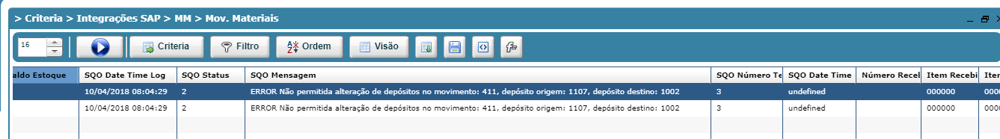 > Criteria > Integrações SAP > MM > Mov. Materiais
16 Criteria Filtro Ordem Visão
aldo Estoque SQO Date Time Log SQO Status SQO Mensagem SQO Número Te SQO Date Time Número Recel Item Recebi Iten
10/04/2018 08:04:29 2 ERROR Não permitida alteração de depósitos no movimento: 411, depósito origem: 1107, depósito destino: 1002 3 undefined 000000 0000
10/04/2018 08:04:29 2 ERROR Não permitida alteração de depósitos no movimento: 411, depósito origem: 1107, depósito destino: 1002 3 undefined 000000 0000